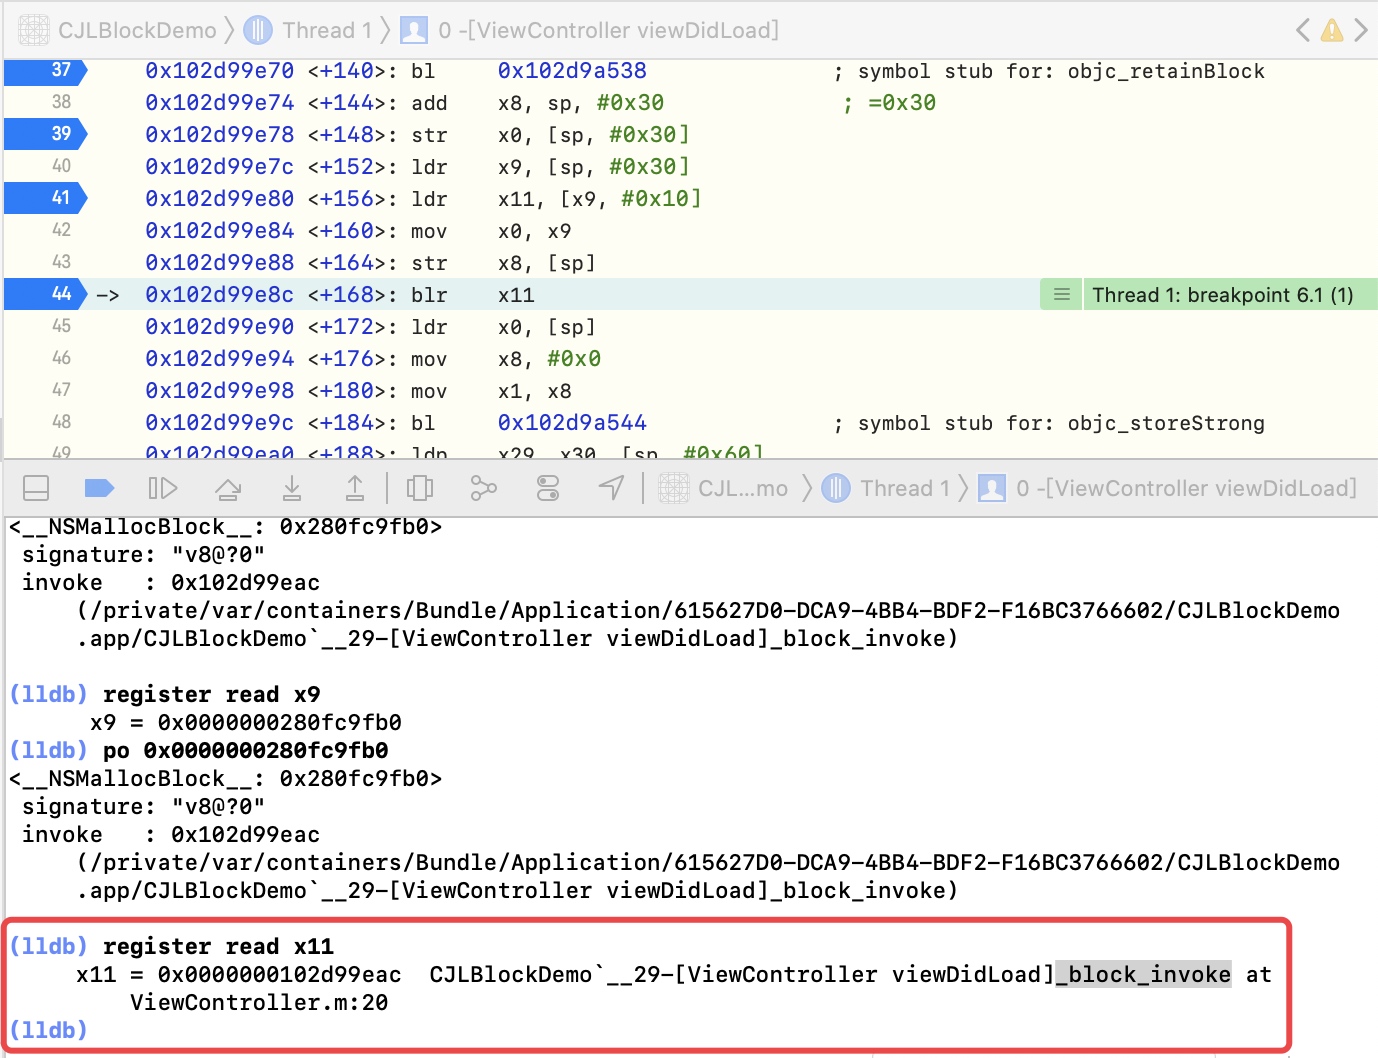 CJLBlockDemo 〉 Thread 1 〉 0 -[ViewController viewDidLoad]
37 0x102d99e70 <+140>: bl 0x102d9a538 ; symbol stub for: objc_retainBlock
38 0x102d99e74 <+144>: add x8, sp, #0x30 ; =0x30
39 0x102d99e78 <+148>: str x0, [sp, #0x30]
40 0x102d99e7c <+152>: ldr x9, [sp, #0x30]
41 0x102d99e80 <+156>: ldr x11, [x9, #0x10]
42 0x102d99e84 <+160>: mov x0, x9
43 0x102d99e88 <+164>: str x8, [sp]
44 -> 0x102d99e8c <+168>: blr x11 Thread 1: breakpoint 6.1 (1)
45 0x102d99e90 <+172>: ldr x0, [sp]
46 0x102d99e94 <+176>: mov x8, #0x0
47 0x102d99e98 <+180>: mov x1, x8
48 0x102d99e9c <+184>: bl 0x102d9a544 ; symbol stub for: objc_storeStrong
49 0x102d99ea0 <+188>: ldp x29, x30, [sp, #0x60]
CJL...mo 〉 Thread 1 〉 0 -[ViewController viewDidLoad]
<__NSMallocBlock__: 0x280fc9fb0>
signature: "v8@?0"
invoke : 0x102d99eac
(/private/var/containers/Bundle/Application/615627D0-DCA9-4BB4-BDF2-F16BC3766602/CJLBlockDemo
.app/CJLBlockDemo`__29-[ViewController viewDidLoad]_block_invoke)
(lldb) register read x9
x9 = 0x0000000280fc9fb0
(lldb) po 0x0000000280fc9fb0
<__NSMallocBlock__: 0x280fc9fb0>
signature: "v8@?0"
invoke : 0x102d99eac
(/private/var/containers/Bundle/Application/615627D0-DCA9-4BB4-BDF2-F16BC3766602/CJLBlockDemo
.app/CJLBlockDemo`__29-[ViewController viewDidLoad]_block_invoke)
(lldb) register read x11
x11 = 0x0000000102d99eac CJLBlockDemo`__29-[ViewController viewDidLoad]_block_invoke at
ViewController.m:20
(lldb)